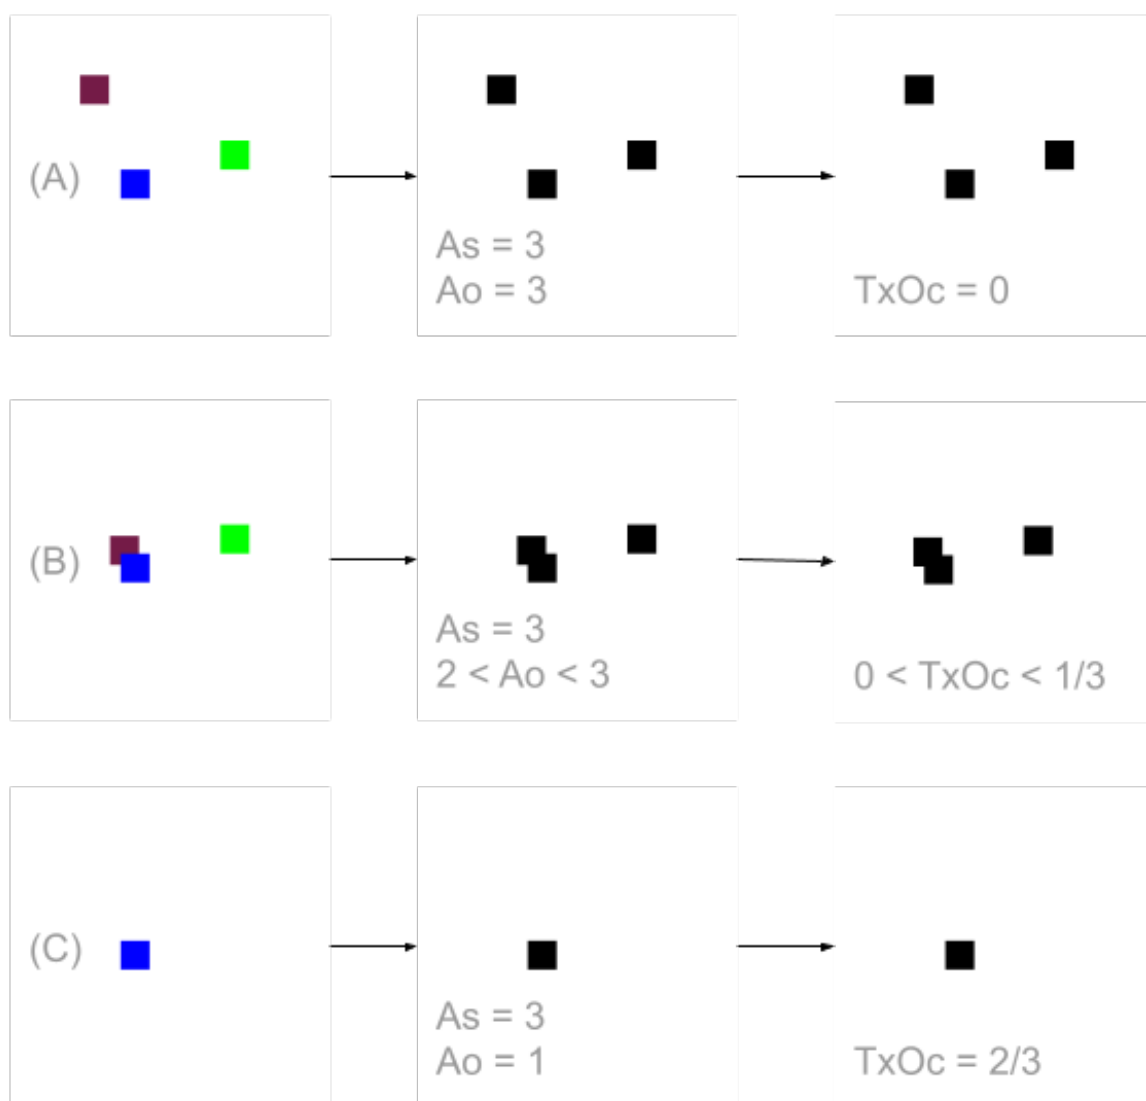 (A)
As = 3
Ao = 3
TxOc = 0
(B)
As = 3
2 < Ao < 3
0 < TxOc < 1/3
(C)
As = 3
Ao = 1
TxOc = 2/3